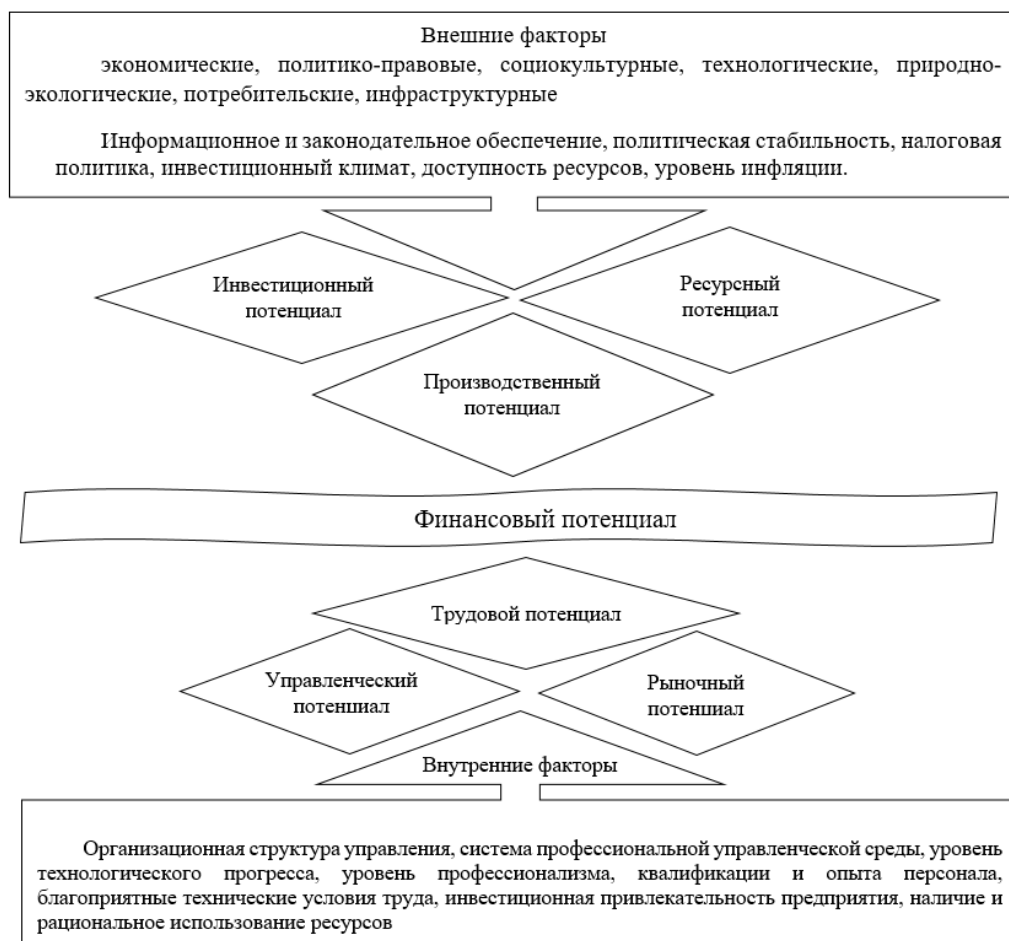 Внешние факторы
экономические, политико-правовые, социокультурные, технологические, природно-
экологические, потребительские, инфраструктурные
Информационное и законодательное обеспечение, политическая стабильность, налоговая
политика, инвестиционный климат, доступность ресурсов, уровень инфляции.
Инвестиционный
потенциал
Ресурсный
потенциал
Производственный
потенциал
Финансовый потенциал
Трудовой потенциал
Управленческий
потенциал
Рыночный
потенциал
Внутренние факторы
Организационная структура управления, система профессиональной управленческой среды, уровень
технологического прогресса, уровень профессионализма, квалификации и опыта персонала,
благоприятные технические условия труда, инвестиционная привлекательность предприятия, наличие и
рациональное использование ресурсов